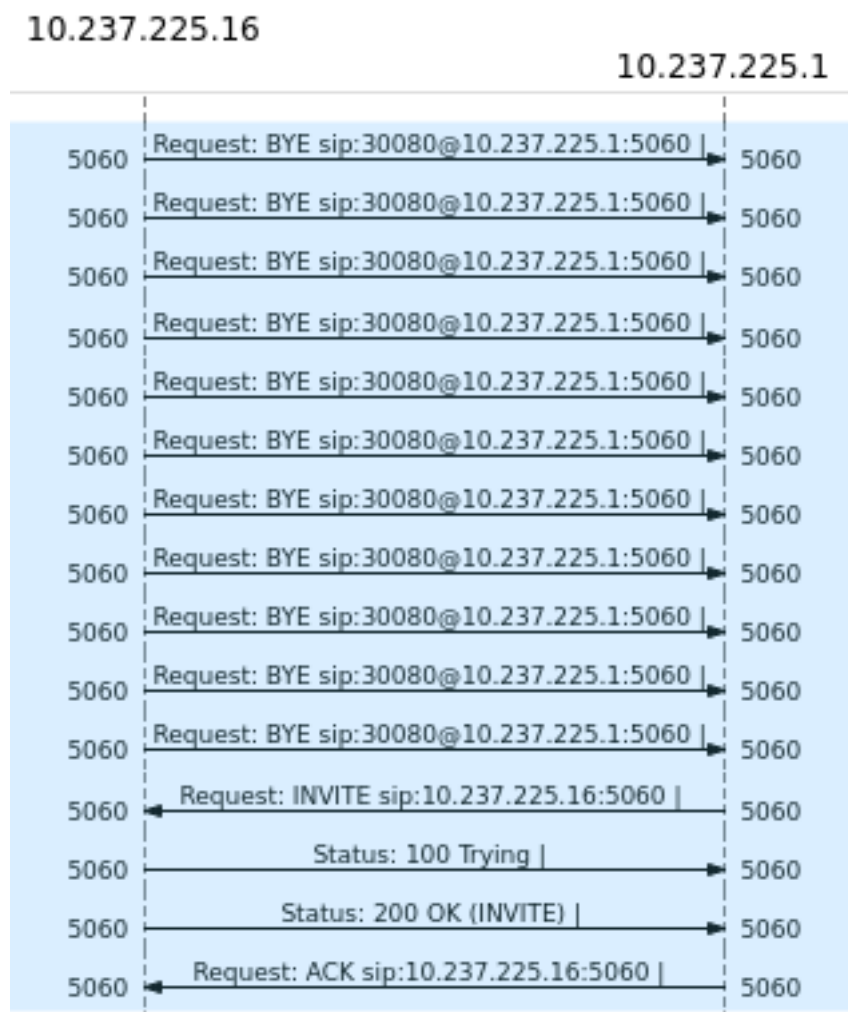 10.237.225.16
10.237.225.1
Request: BYE sip:30080@10.237.225.1:5060 |
5060 5060
Request: BYE sip:30080@10.237.225.1:5060 |
5060 5060
Request: BYE sip:30080@10.237.225.1:5060 |
5060 5060
Request: BYE sip:30080@10.237.225.1:5060 |
5060 5060
Request: BYE sip:30080@10.237.225.1:5060 |
5060 5060
Request: BYE sip:30080@10.237.225.1:5060 |
5060 5060
Request: BYE sip:30080@10.237.225.1:5060 |
5060 5060
Request: BYE sip:30080@10.237.225.1:5060 |
5060 5060
Request: BYE sip:30080@10.237.225.1:5060 |
5060 5060
Request: BYE sip:30080@10.237.225.1:5060 |
5060 5060
Request: BYE sip:30080@10.237.225.1:5060 |
5060 5060
Request: INVITE sip:10.237.225.16:5060 |
5060 5060
Status: 100 Trying |
5060 5060
Status: 200 OK (INVITE) |
5060 5060
Request: ACK sip:10.237.225.16:5060 |
5060 5060